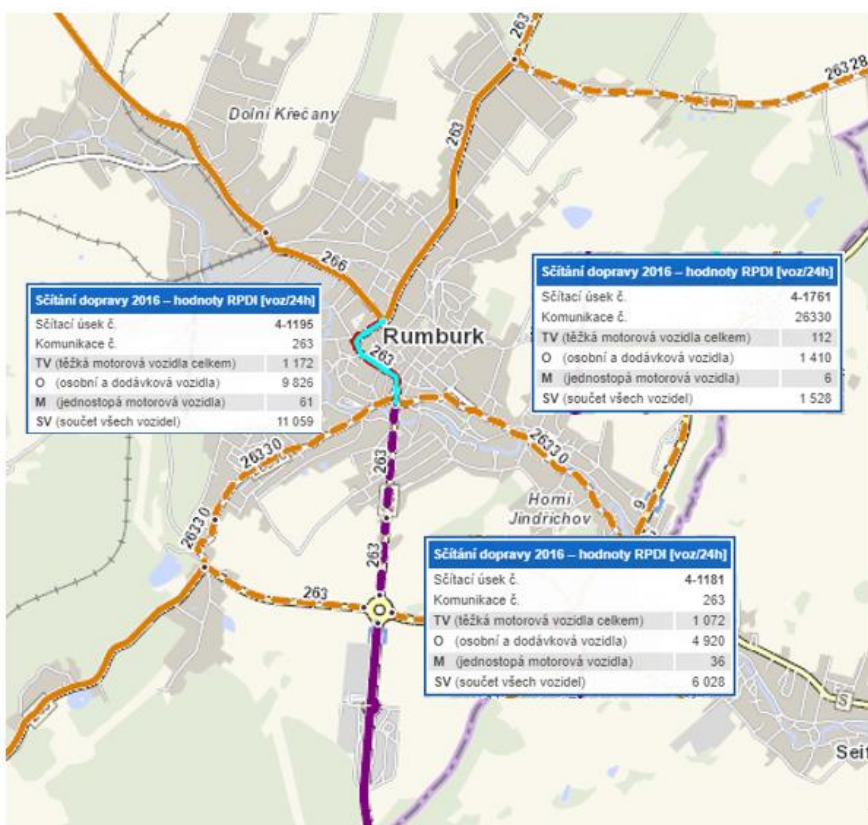 263
26328
Dolní Křečany
263
266
Sčítání dopravy 2016 – hodnoty RPDI [voz/24h]
Sčítací úsek č. 4-1195
Komunikace č. 263
TV (těžká motorová vozidla celkem) 1 172
O (osobní a dodávková vozidla) 9 826
M (jednostopá motorová vozidla) 61
SV (součet všech vozidel) 11 059
Sčítání dopravy 2016 – hodnoty RPDI [voz/24h]
Sčítací úsek č. 4-1761
Komunikace č. 26330
TV (těžká motorová vozidla celkem) 112
O (osobní a dodávková vozidla) 1 410
M (jednostopá motorová vozidla) 6
SV (součet všech vozidel) 1 528
Rumburk
263
26330
263
26330
9
Horní
Jindřichov
26330
263
263
Sčítání dopravy 2016 – hodnoty RPDI [voz/24h]
Sčítací úsek č. 4-1181
Komunikace č. 263
TV (těžká motorová vozidla celkem) 1 072
O (osobní a dodávková vozidla) 4 920
M (jednostopá motorová vozidla) 36
SV (součet všech vozidel) 6 028
S
Seif